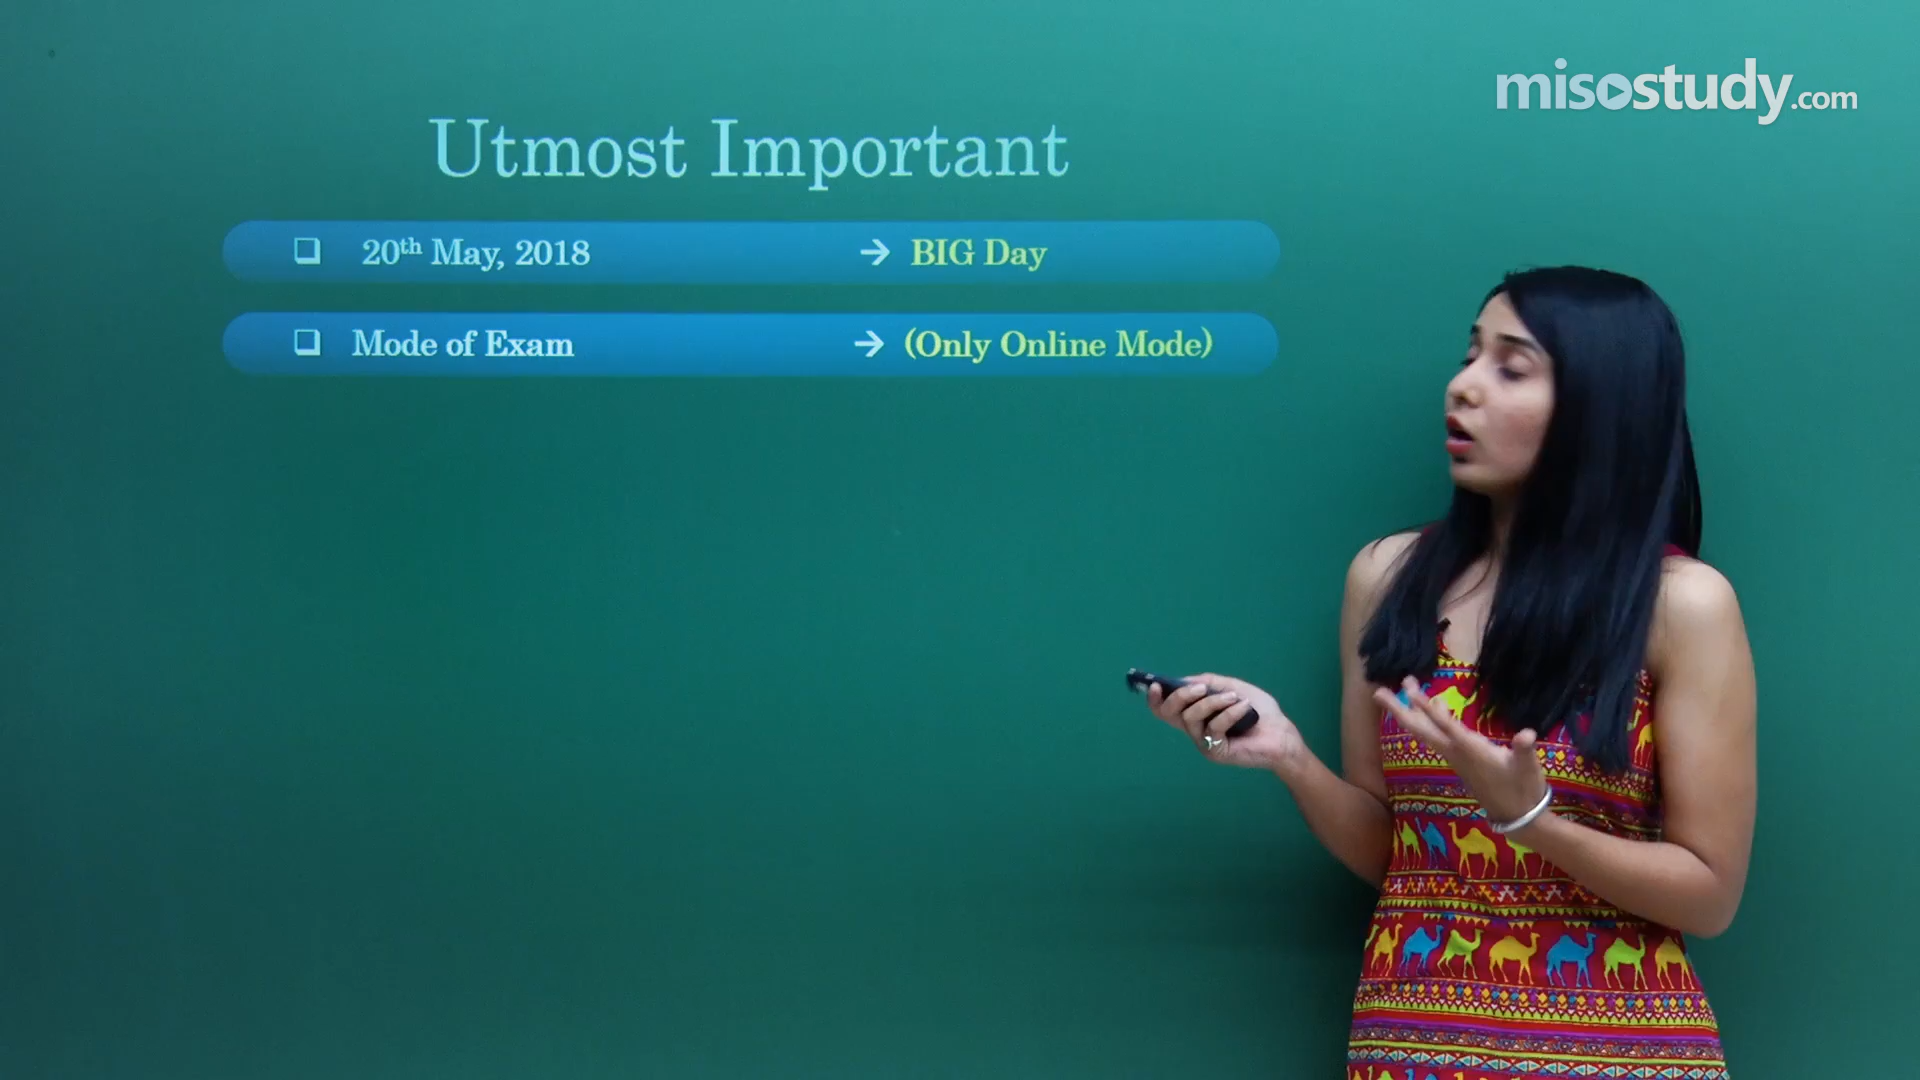 misostudy.com
Utmost Important
❑ 20th May, 2018 → BIG Day
❑ Mode of Exam → (Only Online Mode)